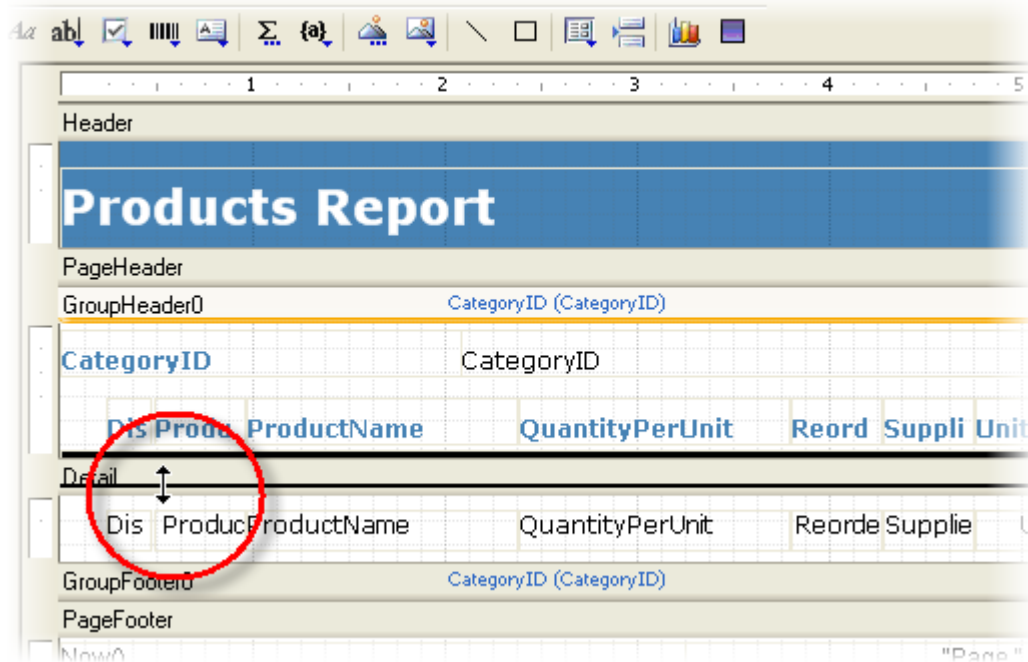 Aa ab
1 2 3 4 5
Header
Products Report
PageHeader
GroupHeader0 CategoryID (CategoryID)
CategoryID CategoryID
Dis Produ ProductName QuantityPerUnit Reord Suppli Unit
Detail
Dis Produc ProductName QuantityPerUnit Reorde Supplie U
GroupFooter0 CategoryID (CategoryID)
PageFooter
Now() "Page "